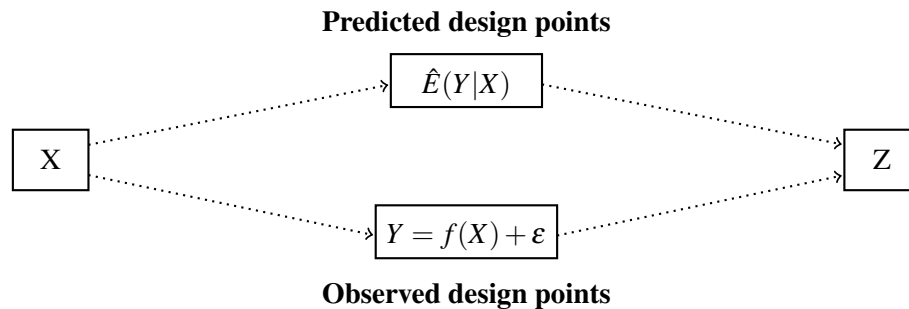 Predicted design points
Ê(Y|X)
X
Z
Y = f(X) + ε
Observed design points